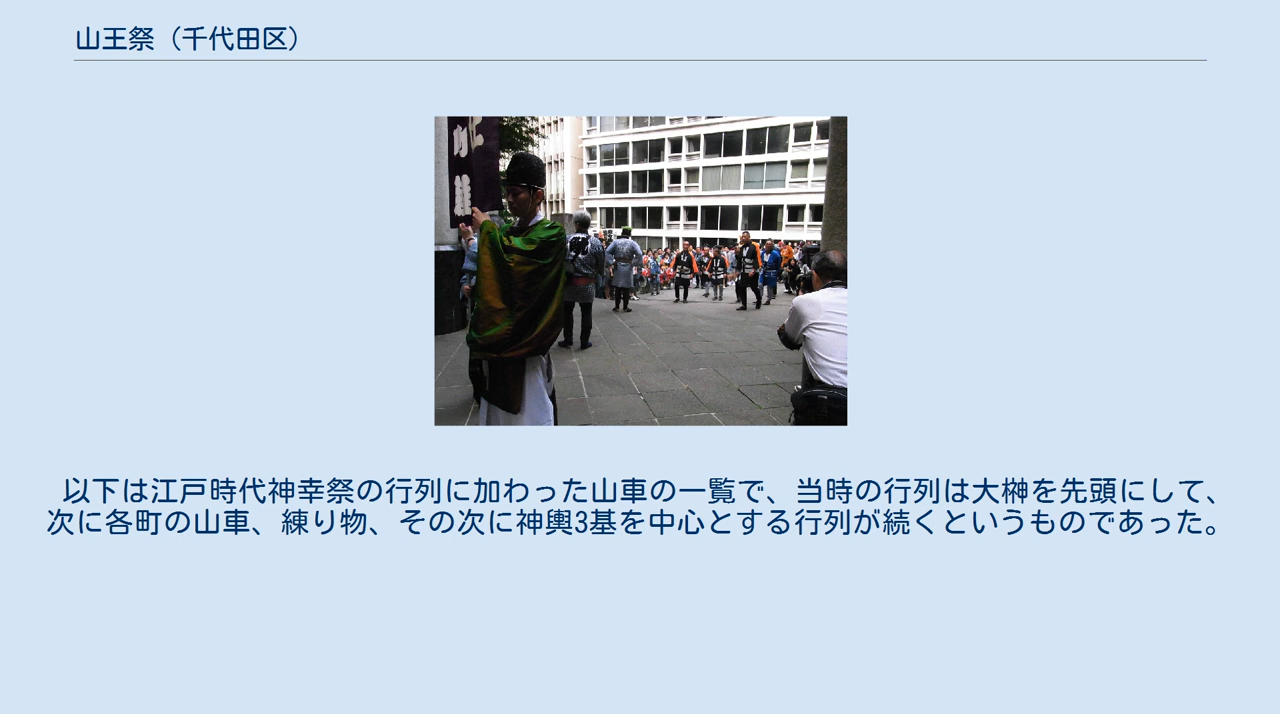 山王祭（千代田区）
以下は江戸時代神幸祭の行列に加わった山車の一覧で、当時の行列は大榊を先頭にして、
次に各町の山車、練り物、その次に神輿3基を中心とする行列が続くというものであった。